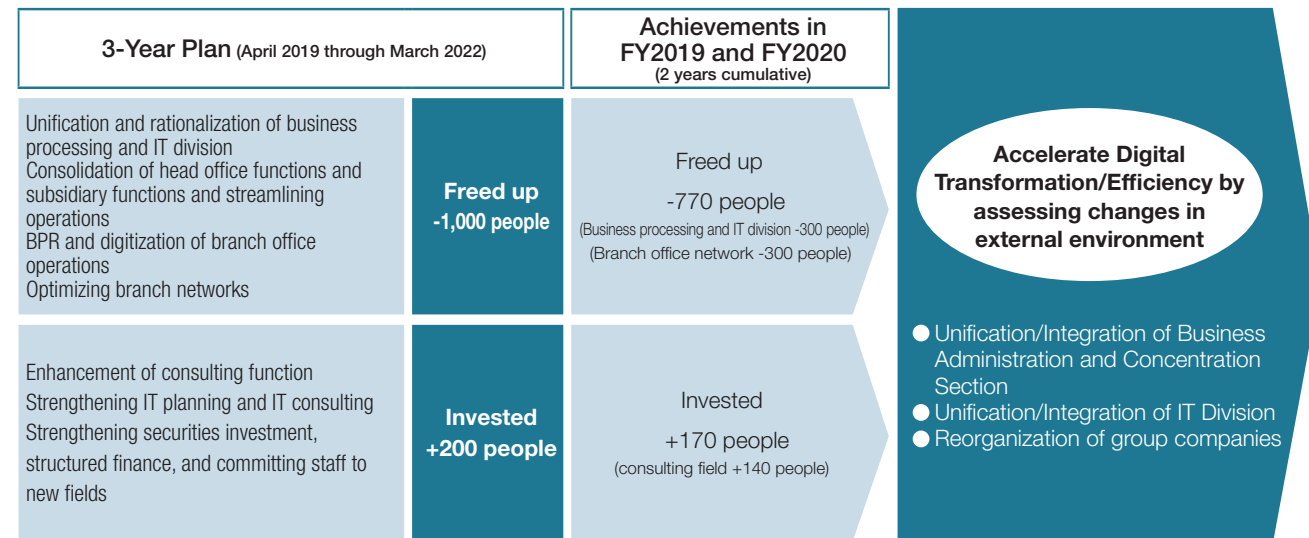 3-Year Plan (April 2019 through March 2022)
Achievements in
FY2019 and FY2020
(2 years cumulative)
Unification and rationalization of business
processing and IT division
Consolidation of head office functions and
subsidiary functions and streamlining
operations
BPR and digitization of branch office
operations
Optimizing branch networks
Freed up
-1,000 people
Freed up
-770 people
(Business processing and IT division -300 people)
(Branch office network -300 people)
Enhancement of consulting function
Strengthening IT planning and IT consulting
Strengthening securities investment,
structured finance, and committing staff to
new fields
Invested
+200 people
Invested
+170 people
(consulting field +140 people)
Accelerate Digital
Transformation/Efficiency by
assessing changes in
external environment
● Unification/Integration of Business
Administration and Concentration
Section
● Unification/Integration of IT Division
● Reorganization of group companies